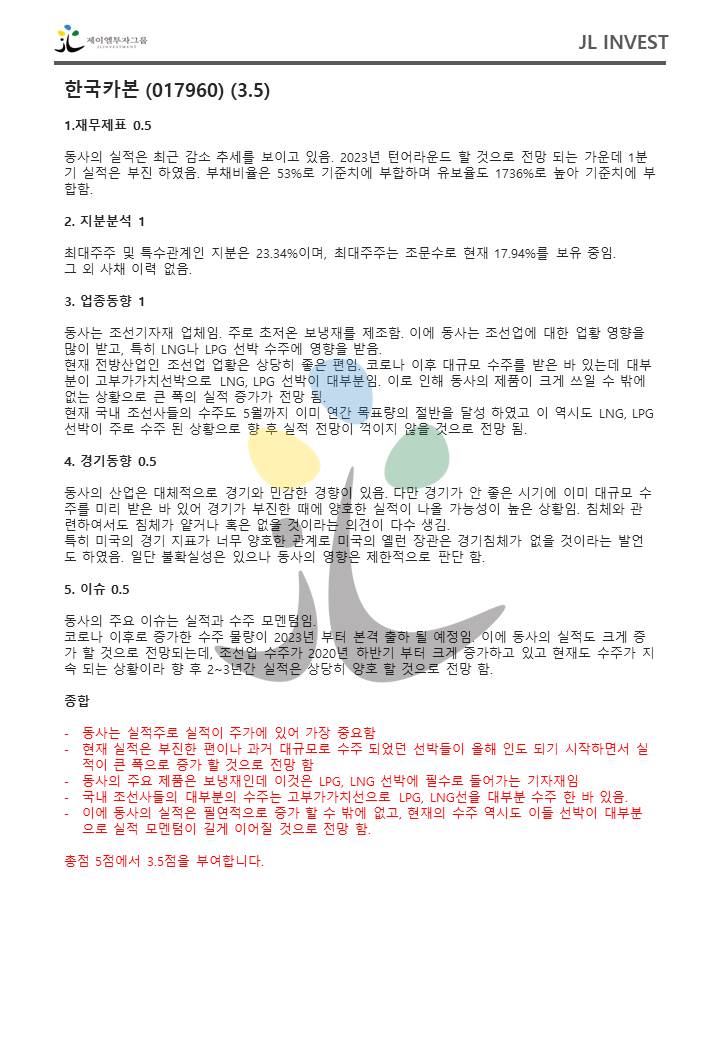 제이엘투자그룹
JLINVESTMENT
JL INVEST
한국카본 (017960) (3.5)
1.재무제표 0.5
동사의 실적은 최근 감소 추세를 보이고 있음. 2023년 턴어라운드 할 것으로 전망 되는 가운데 1분
기 실적은 부진 하였음. 부채비율은 53%로 기준치에 부합하며 유보율도 1736%로 높아 기준치에 부
합함.
2. 지분분석 1
최대주주 및 특수관계인 지분은 23.34%이며, 최대주주는 조문수로 현재 17.94%를 보유 중임.
그 외 사채 이력 없음.
3. 업종동향 1
동사는 조선기자재 업체임. 주로 초저온 보냉재를 제조함. 이에 동사는 조선업에 대한 업황 영향을
많이 받고, 특히 LNG나 LPG 선박 수주에 영향을 받음.
현재 전방산업인 조선업 업황은 상당히 좋은 편임. 코로나 이후 대규모 수주를 받은 바 있는데 대부
분이 고부가가치선박으로 LNG, LPG 선박이 대부분임. 이로 인해 동사의 제품이 크게 쓰일 수 밖에
없는 상황으로 큰 폭의 실적 증가가 전망 됨.
현재 국내 조선사들의 수주도 5월까지 이미 연간 목표량의 절반을 달성 하였고 이 역시도 LNG, LPG
선박이 주로 수주 된 상황으로 향 후 실적 전망이 꺽이지 않을 것으로 전망 됨.
4. 경기동향 0.5
동사의 산업은 대체적으로 경기와 민감한 경향이 있음. 다만 경기가 안 좋은 시기에 이미 대규모 수
주를 미리 받은 바 있어 경기가 부진한 때에 양호한 실적이 나올 가능성이 높은 상황임. 침체와 관
련하여서도 침체가 얕거나 혹은 없을 것이라는 의견이 다수 생김.
특히 미국의 경기 지표가 너무 양호한 관계로 미국의 옐런 장관은 경기침체가 없을 것이라는 발언
도 하였음. 일단 불확실성은 있으나 동사의 영향은 제한적으로 판단 함.
5. 이슈 0.5
동사의 주요 이슈는 실적과 수주 모멘텀임.
코로나 이후로 증가한 수주 물량이 2023년 부터 본격 출하 될 예정임. 이에 동사의 실적도 크게 증
가 할 것으로 전망되는데, 조선업 수주가 2020년 하반기 부터 크게 증가하고 있고 현재도 수주가 지
속 되는 상황이라 향 후 2~3년간 실적은 상당히 양호 할 것으로 전망 함.
종합
- 동사는 실적주로 실적이 주가에 있어 가장 중요함
- 현재 실적은 부진한 편이나 과거 대규모로 수주 되었던 선박들이 올해 인도 되기 시작하면서 실
적이 큰 폭으로 증가 할 것으로 전망 함
- 동사의 주요 제품은 보냉재인데 이것은 LPG, LNG 선박에 필수로 들어가는 기자재임
- 국내 조선사들의 대부분의 수주는 고부가가치선으로 LPG, LNG선을 대부분 수주 한 바 있음.
- 이에 동사의 실적은 필연적으로 증가 할 수 밖에 없고, 현재의 수주 역시도 이들 선박이 대부분
으로 실적 모멘텀이 길게 이어질 것으로 전망 함.
총점 5점에서 3.5점을 부여합니다.